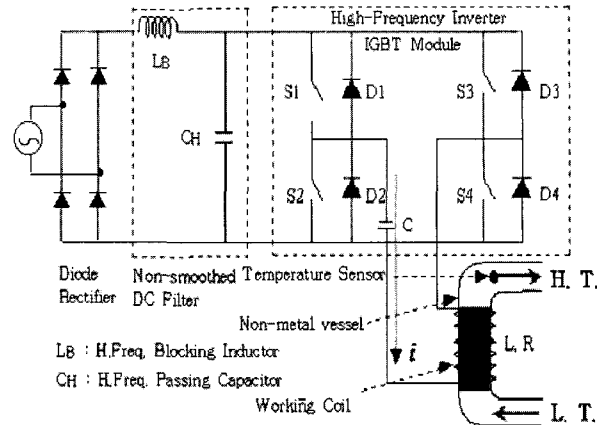 High-Frequency Inverter
IGBT Module
LB
S1
D1
S3
D3
CH
S2
D2
S4
D4
C
Diode
Rectifier
Non-smoothed
DC Filter
Temperature Sensor
H. T.
Non-metal vessel
L, R
LB : H.Freq. Blocking Inductor
î
CH : H.Freq. Passing Capacitor
Working Coil
L. T.